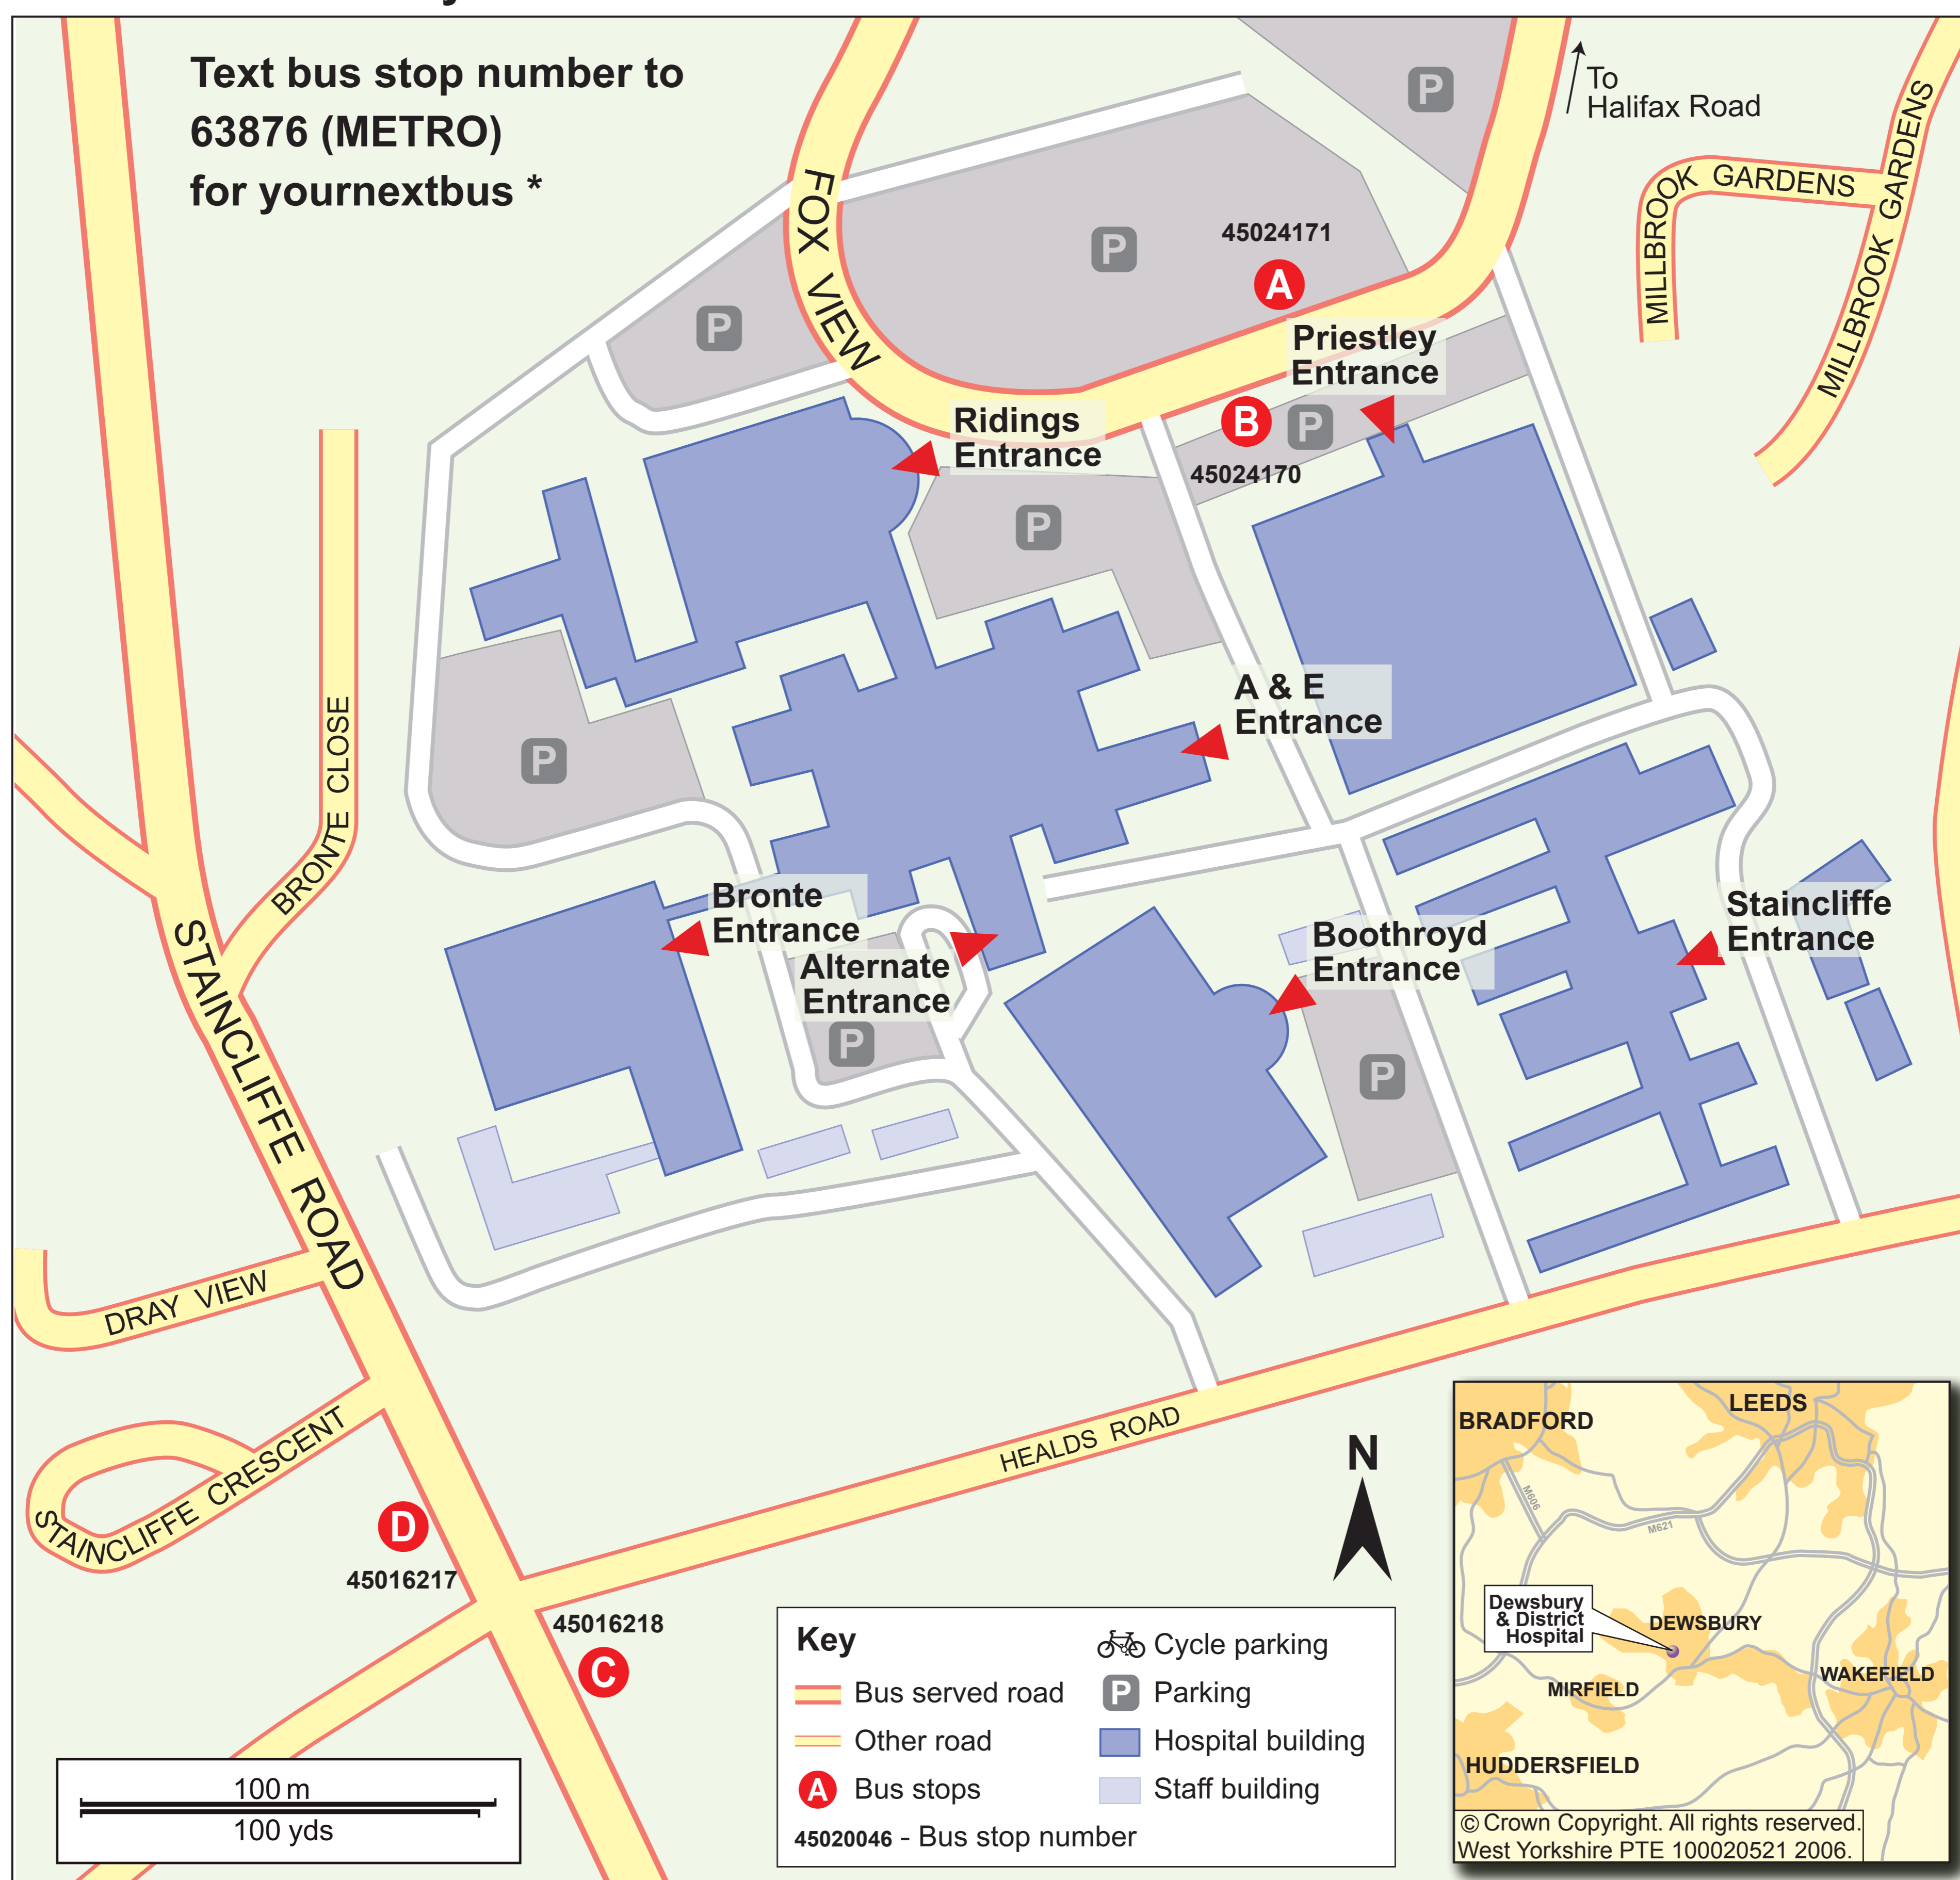 Text bus stop number to
63876 (METRO)
for yournextbus *
To
Halifax Road
MILLBROOK GARDENS
MILLBROOK GARDENS
FOX VIEW
P
P
P
45024171
A
Priestley
Entrance
B
P
45024170
Ridings
Entrance
P
A & E
Entrance
P
BRONTE CLOSE
STAINCLIFFE ROAD
Bronte
Entrance
Alternate
Entrance
P
Boothroyd
Entrance
P
Staincliffe
Entrance
DRAY VIEW
STAINCLIFFE CRESCENT
HEALDS ROAD
D
45016217
45016218
C
N
100 m
100 yds
Key
Bus served road
Other road
A Bus stops
45020046 - Bus stop number
Cycle parking
P Parking
Hospital building
Staff building
BRADFORD
LEEDS
M606
M621
Dewsbury
& District
Hospital
DEWSBURY
WAKEFIELD
MIRFIELD
HUDDERSFIELD
© Crown Copyright. All rights reserved.
West Yorkshire PTE 100020521 2006.